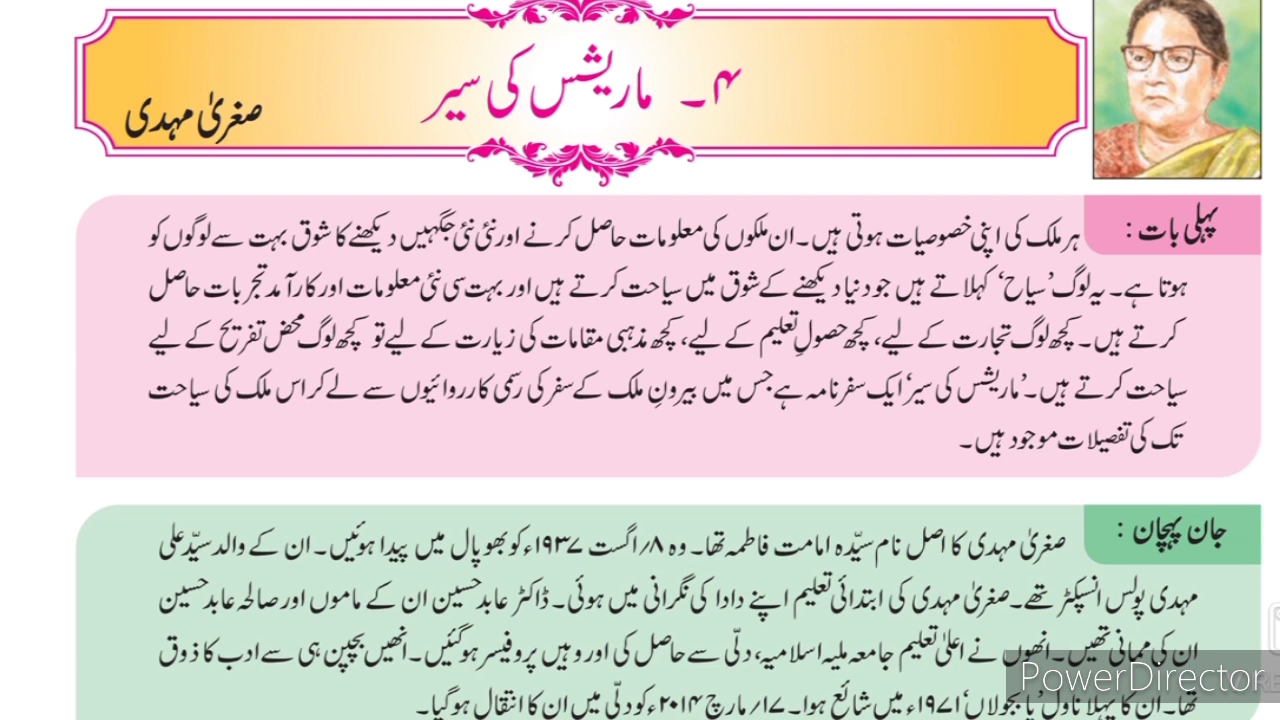 ۴۔ ماریشس کی سیر
صغریٰ مہدی
پہلی بات :
ہر ملک کی اپنی خصوصیات ہوتی ہیں۔ ان ملکوں کی معلومات حاصل کرنے اور نئی نئی جگہیں دیکھنے کا شوق بہت سے لوگوں کو
ہوتا ہے۔ یہ لوگ ’سیاح‘ کہلاتے ہیں جو دنیا دیکھنے کے شوق میں سیاحت کرتے ہیں اور بہت سی نئی معلومات اور کارآمد تجربات حاصل
کرتے ہیں۔ کچھ لوگ تجارت کے لیے، کچھ حصولِ تعلیم کے لیے، کچھ مذہبی مقامات کی زیارت کے لیے تو کچھ لوگ محض تفریح کے لیے
سیاحت کرتے ہیں۔ ’ماریشس کی سیر‘ ایک سفرنامہ ہے جس میں بیرونِ ملک کے سفر کی رسمی کارروائیوں سے لے کر اس ملک کی سیاحت
تک کی تفصیلات موجود ہیں۔
جان پہچان :
صغریٰ مہدی کا اصل نام سیّدہ امامت فاطمہ تھا۔ وہ ۸؍ اگست ۱۹۳۷ء کو بھوپال میں پیدا ہوئیں۔ ان کے والد سیّد علی
مہدی پولس انسپکٹر تھے۔ صغریٰ مہدی کی ابتدائی تعلیم اپنے دادا کی نگرانی میں ہوئی۔ ڈاکٹر عابد حسین ان کے ماموں اور صالحہ عابد حسین
ان کی ممانی تھیں۔ انھوں نے اعلیٰ تعلیم جامعہ ملیہ اسلامیہ، دلّی سے حاصل کی اور وہیں پروفیسر ہوگئیں۔ انھیں بچپن ہی سے ادب کا ذوق
تھا۔ ان کا پہلا ناول ’پا بجولاں‘ ۱۹۷۱ء میں شائع ہوا۔ ۱۷؍ مارچ ۲۰۱۴ء کو دلّی میں ان کا انتقال ہوگیا۔
PowerDirector